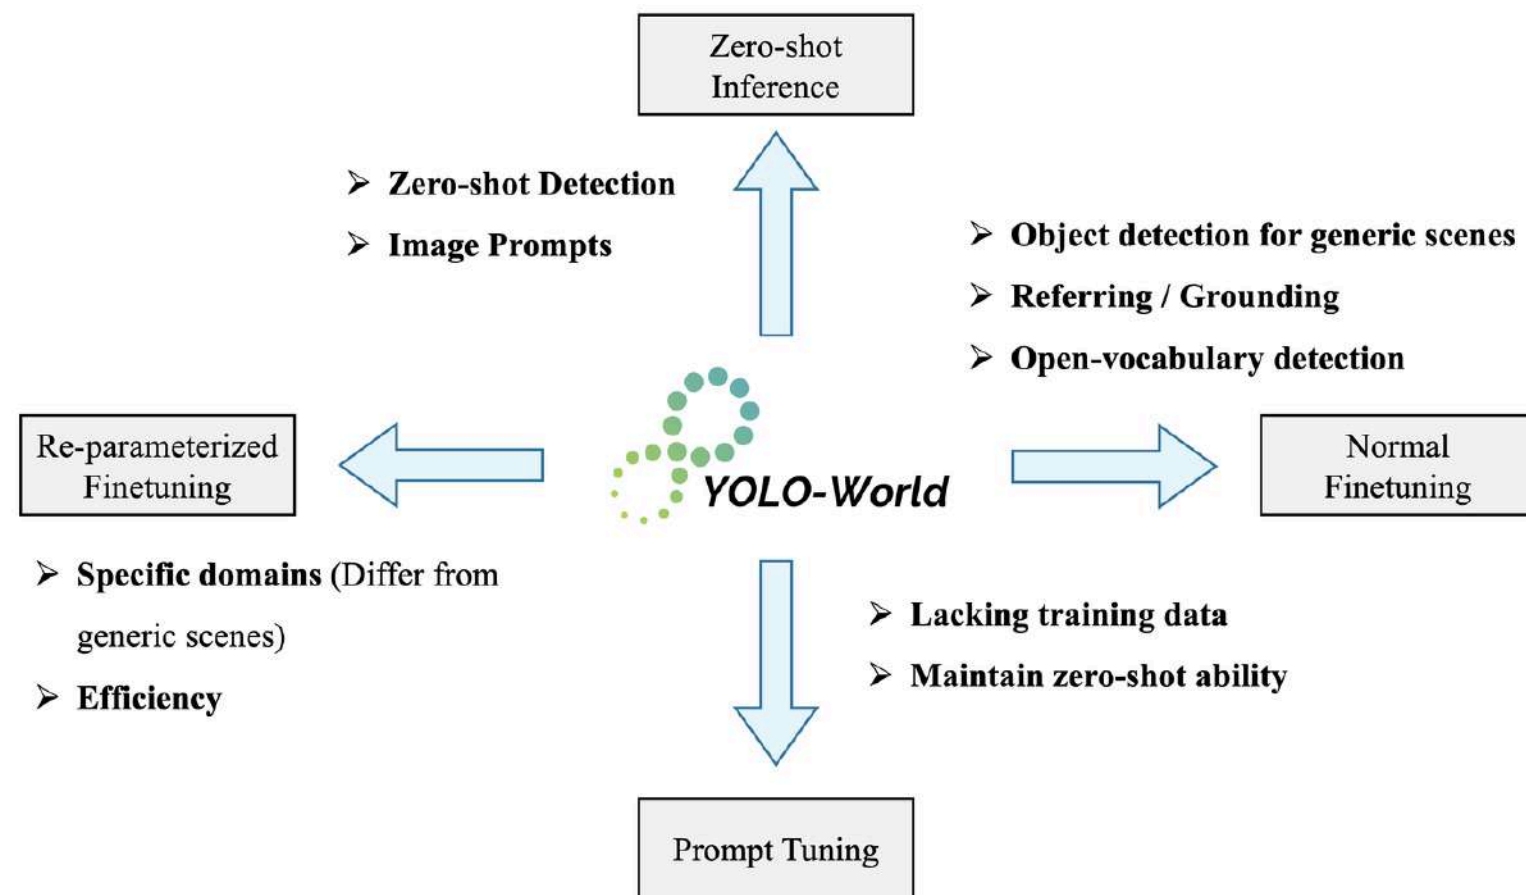 Zero-shot
Inference
➢ Zero-shot Detection
➢ Image Prompts
➢ Object detection for generic scenes
➢ Referring / Grounding
➢ Open-vocabulary detection
Re-parameterized
Finetuning
YOLO-World
Normal
Finetuning
➢ Specific domains (Differ from
generic scenes)
➢ Efficiency
➢ Lacking training data
➢ Maintain zero-shot ability
Prompt Tuning